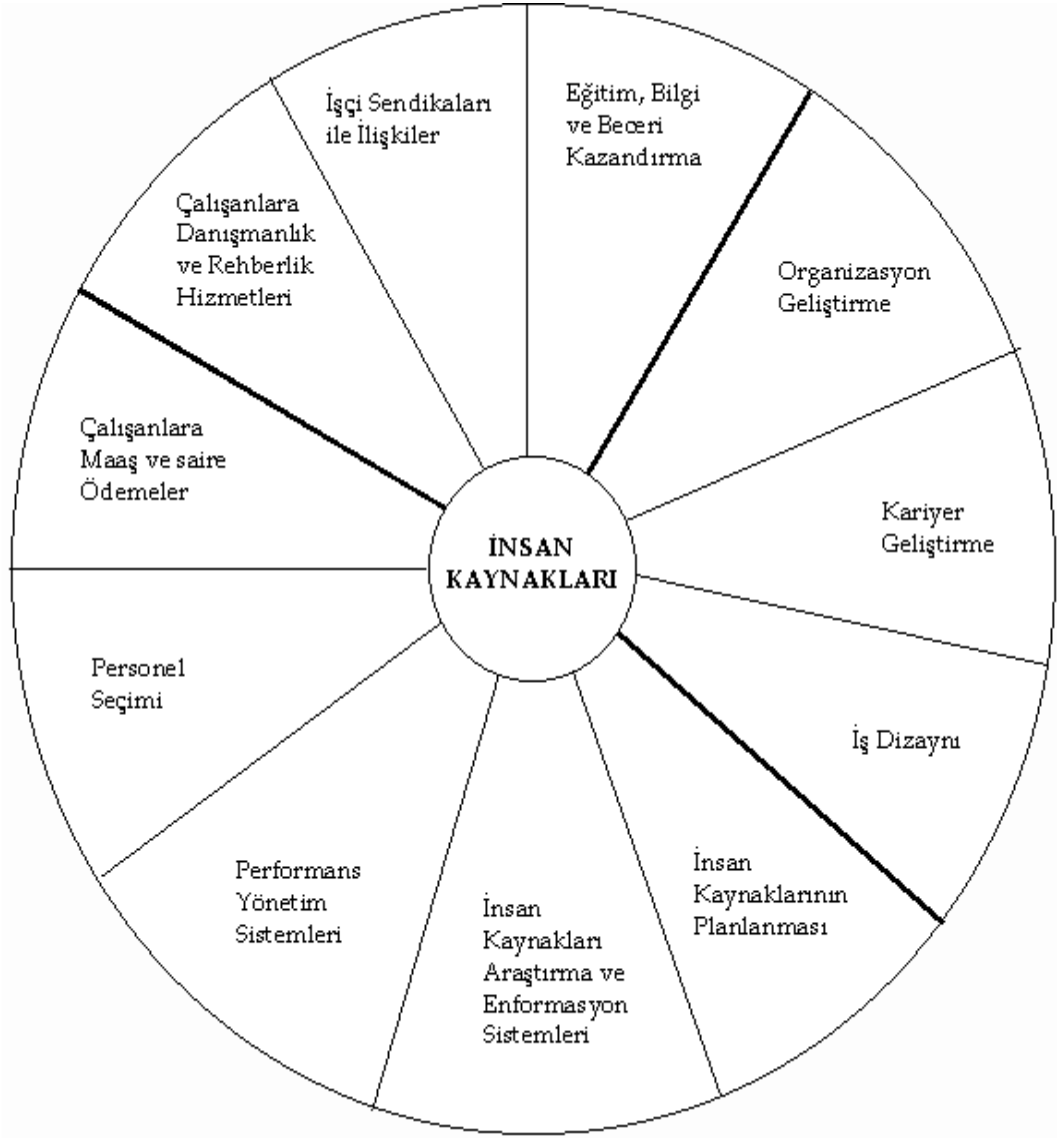 İşçi Sendikaları
ile İlişkiler
Eğitim, Bilgi
ve Beceri
Kazandırma
Çalışanlara
Danışmanlık
ve Rehberlik
Hizmetleri
Organizasyon
Geliştirme
Çalışanlara
Maaş ve saire
Ödemeler
Kariyer
Geliştirme
İNSAN
KAYNAKLARI
Personel
Seçimi
İş Dizaynı
Performans
Yönetim
Sistemleri
İnsan
Kaynakları
Araştırma ve
Enformasyon
Sistemleri
İnsan
Kaynaklarının
Planlanması